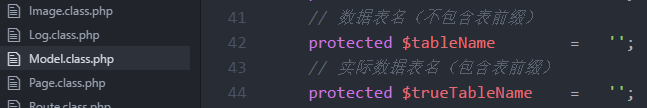 Image.class.php
Log.class.php
Model.class.php
Page.class.php
Route.class.php
41 // 数据表名（不包含表前缀）
42 protected $tableName = '';
43 // 实际数据表名（包含表前缀）
44 protected $trueTableName = '';